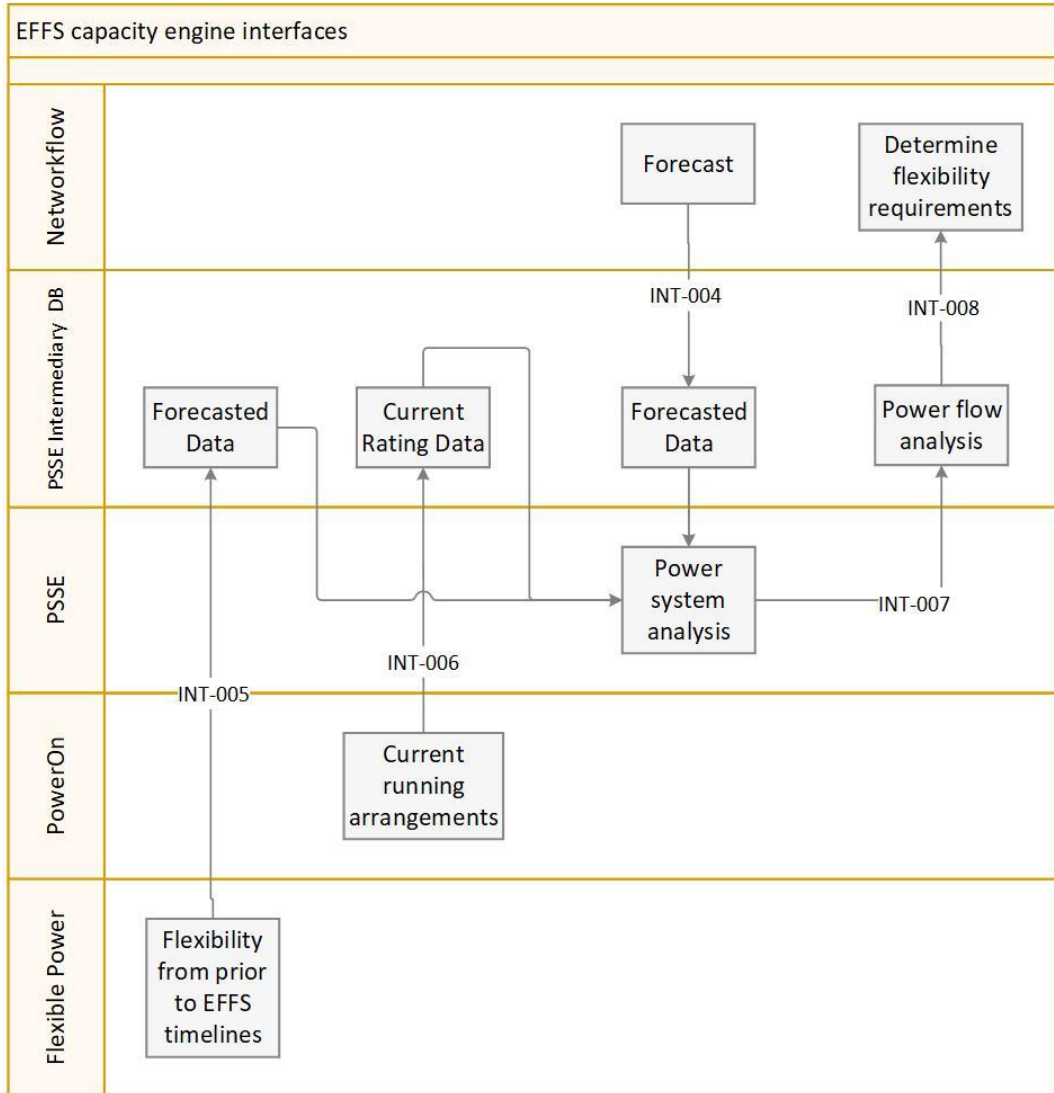 EFFS capacity engine interfaces
Networkflow
Forecast
Determine
flexibility
requirements
INT-004
INT-008
PSSE Intermediary DB
Forecasted
Data
Current
Rating Data
Forecasted
Data
Power flow
analysis
PSSE
Power
system
analysis
INT-007
INT-006
INT-005
PowerOn
Current
running
arrangements
Flexible Power
Flexibility
from prior
to EFFS
timelines